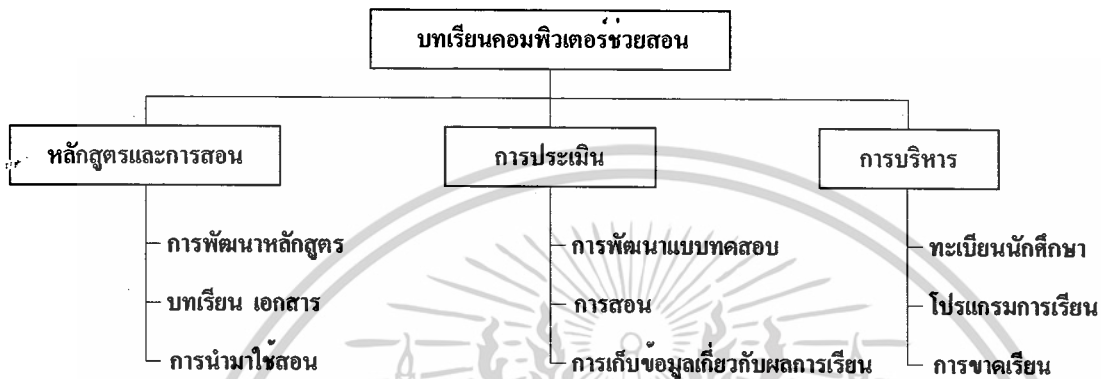 บทเรียนคอมพิวเตอร์ช่วยสอน
หลักสูตรและการสอน
การพัฒนาหลักสูตร
บทเรียน เอกสาร
การนำมาใช้สอน
การประเมิน
การพัฒนาแบบทดสอบ
การสอน
การเก็บข้อมูลเกี่ยวกับผลการเรียน
การบริหาร
ทะเบียนนักศึกษา
โปรแกรมการเรียน
การขาดเรียน